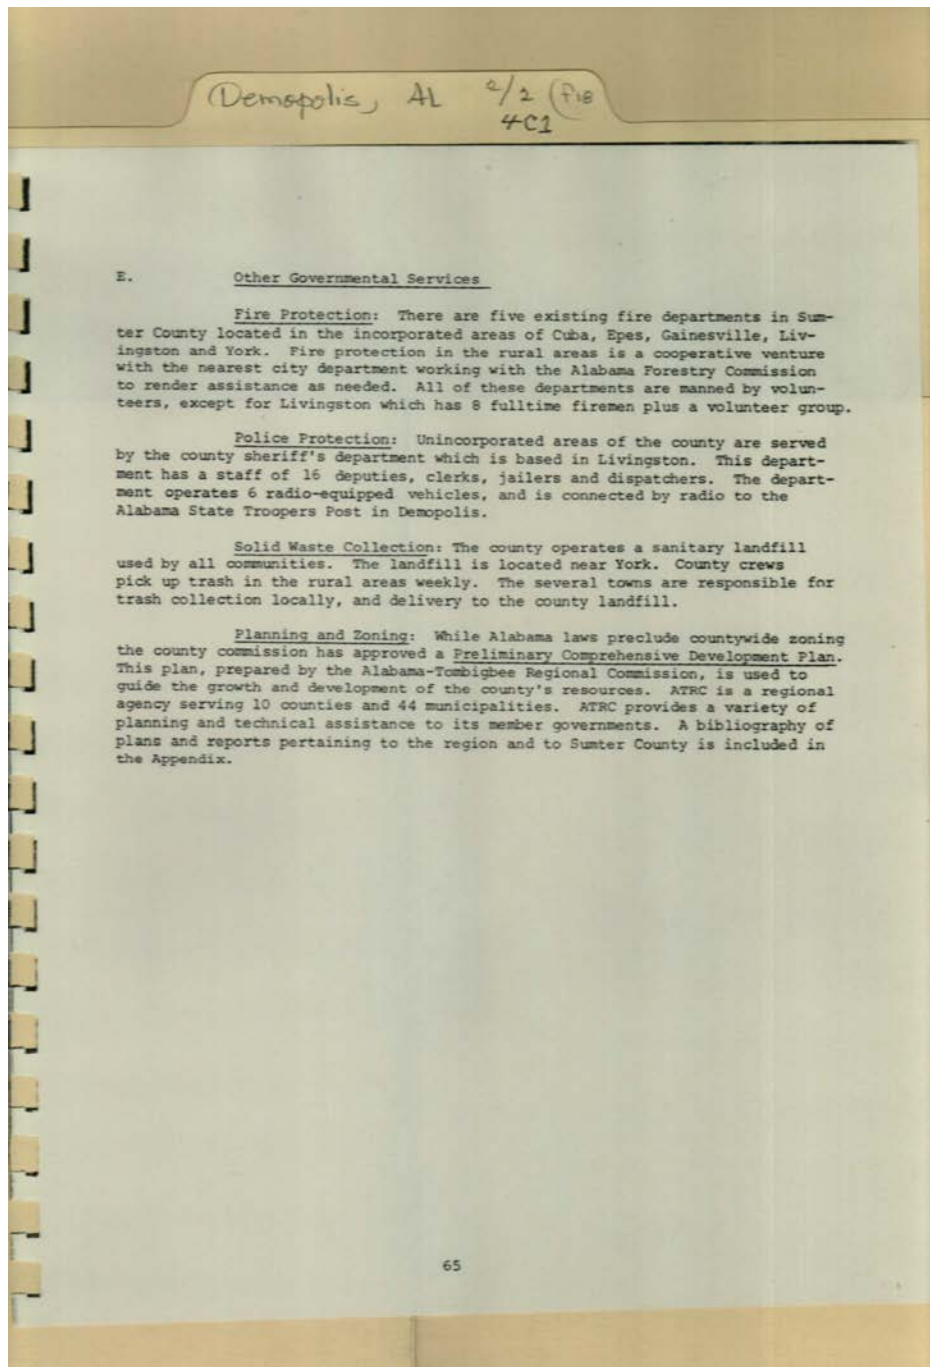 Demopolis, AL 2/2 (F18
4C1
E. Other Governmental Services
Fire Protection: There are five existing fire departments in Sum-
ter County located in the incorporated areas of Cuba, Epes, Gainesville, Liv-
ingston and York. Fire protection in the rural areas is a cooperative venture
with the nearest city department working with the Alabama Forestry Commission
to render assistance as needed. All of these departments are manned by volun-
teers, except for Livingston which has 8 fulltime firemen plus a volunteer group.
Police Protection: Unincorporated areas of the county are served
by the county sheriff's department which is based in Livingston. This depart-
ment has a staff of 16 deputies, clerks, jailers and dispatchers. The depart-
ment operates 6 radio-equipped vehicles, and is connected by radio to the
Alabama State Troopers Post in Demopolis.
Solid Waste Collection: The county operates a sanitary landfill
used by all communities. The landfill is located near York. County crews
pick up trash in the rural areas weekly. The several towns are responsible for
trash collection locally, and delivery to the county landfill.
Planning and Zoning: While Alabama laws preclude countywide zoning
the county commission has approved a Preliminary Comprehensive Development Plan.
This plan, prepared by the Alabama-Tombigbee Regional Commission, is used to
guide the growth and development of the county's resources. ATRC is a regional
agency serving 10 counties and 44 municipalities. ATRC provides a variety of
planning and technical assistance to its member governments. A bibliography of
plans and reports pertaining to the region and to Sumter County is included in
the Appendix.
65